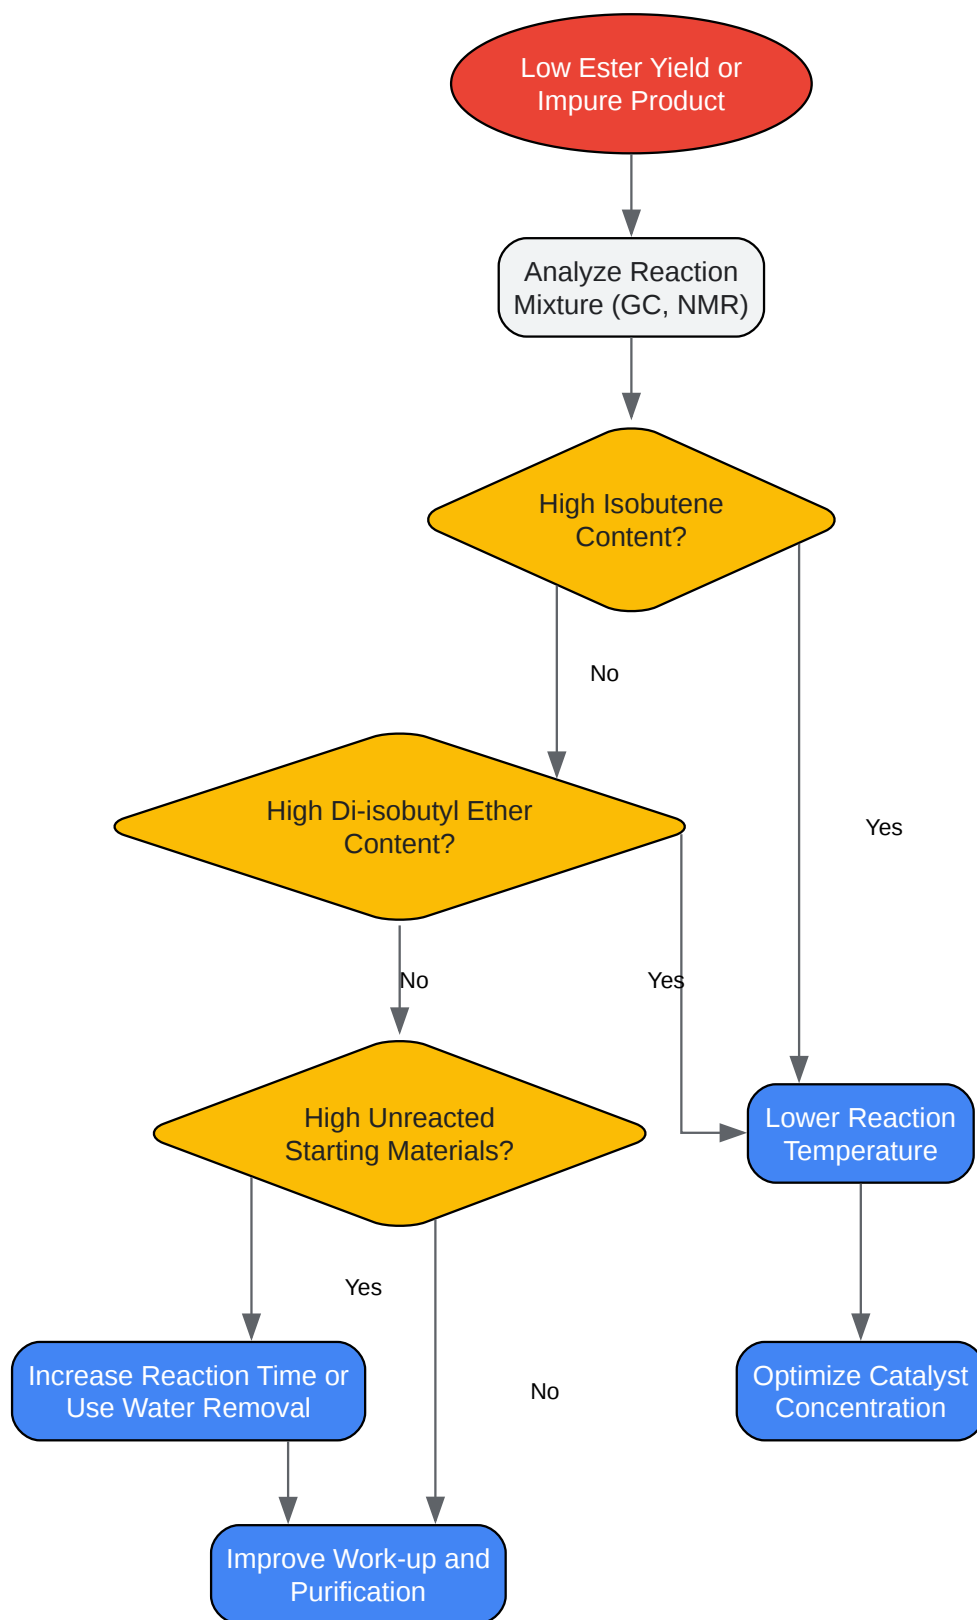 Low Ester Yield or
Impure Product
Analyze Reaction
Mixture (GC, NMR)
High Isobutene
Content?
No
Yes
High Di-isobutyl Ether
Content?
No
Yes
High Unreacted
Starting Materials?
Lower Reaction
Temperature
Yes
No
Increase Reaction Time or
Use Water Removal
Optimize Catalyst
Concentration
Improve Work-up and
Purification